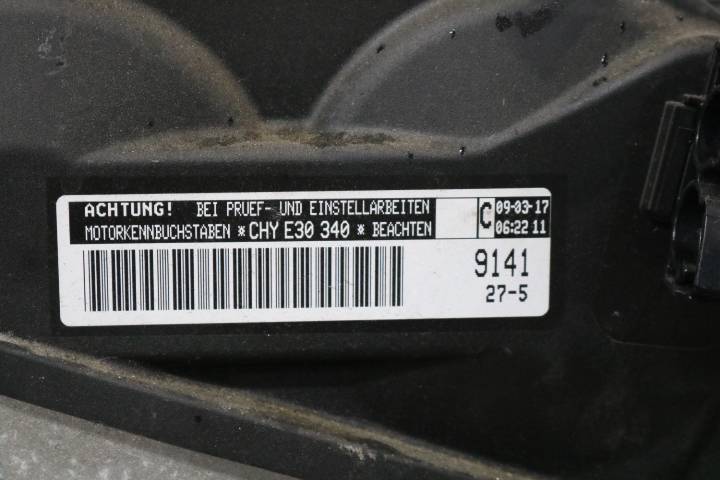 ACHTUNG! BEI PRUEF- UND EINSTELLARBEITEN
MOTORKENNBUCHSTABEN *CHY E30 340* BEACHTEN
C 09-03-17
06:22 11
9141
27-5